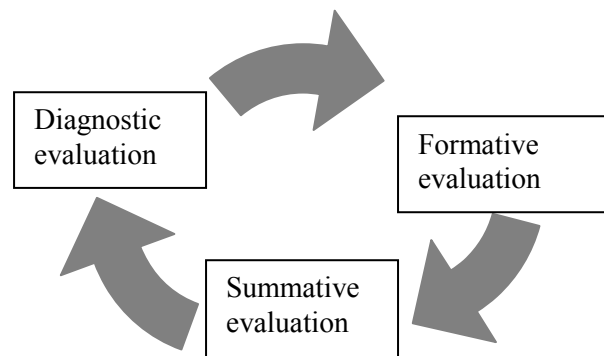 Diagnostic
evaluation
Formative
evaluation
Summative
evaluation